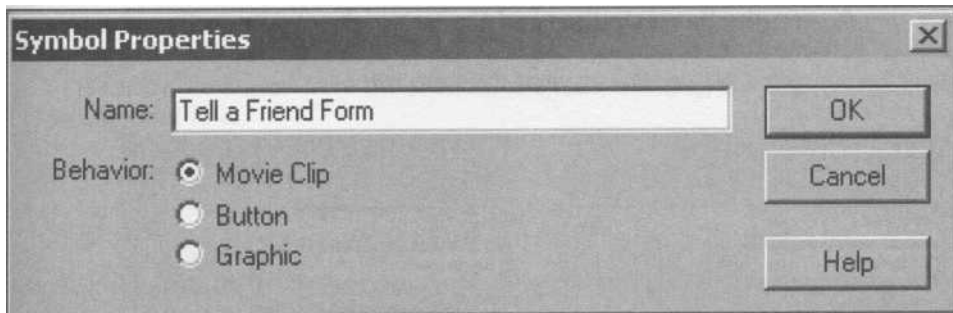 Symbol Properties
Name: Tell a Friend Form
OK
Behavior: Movie Clip
Cancel
Button
Graphic
Help